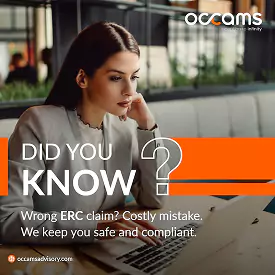 occams
DID YOU
KNOW?
Wrong ERC claim? Costly mistake.
We keep you safe and compliant.
occamsadvisory.com